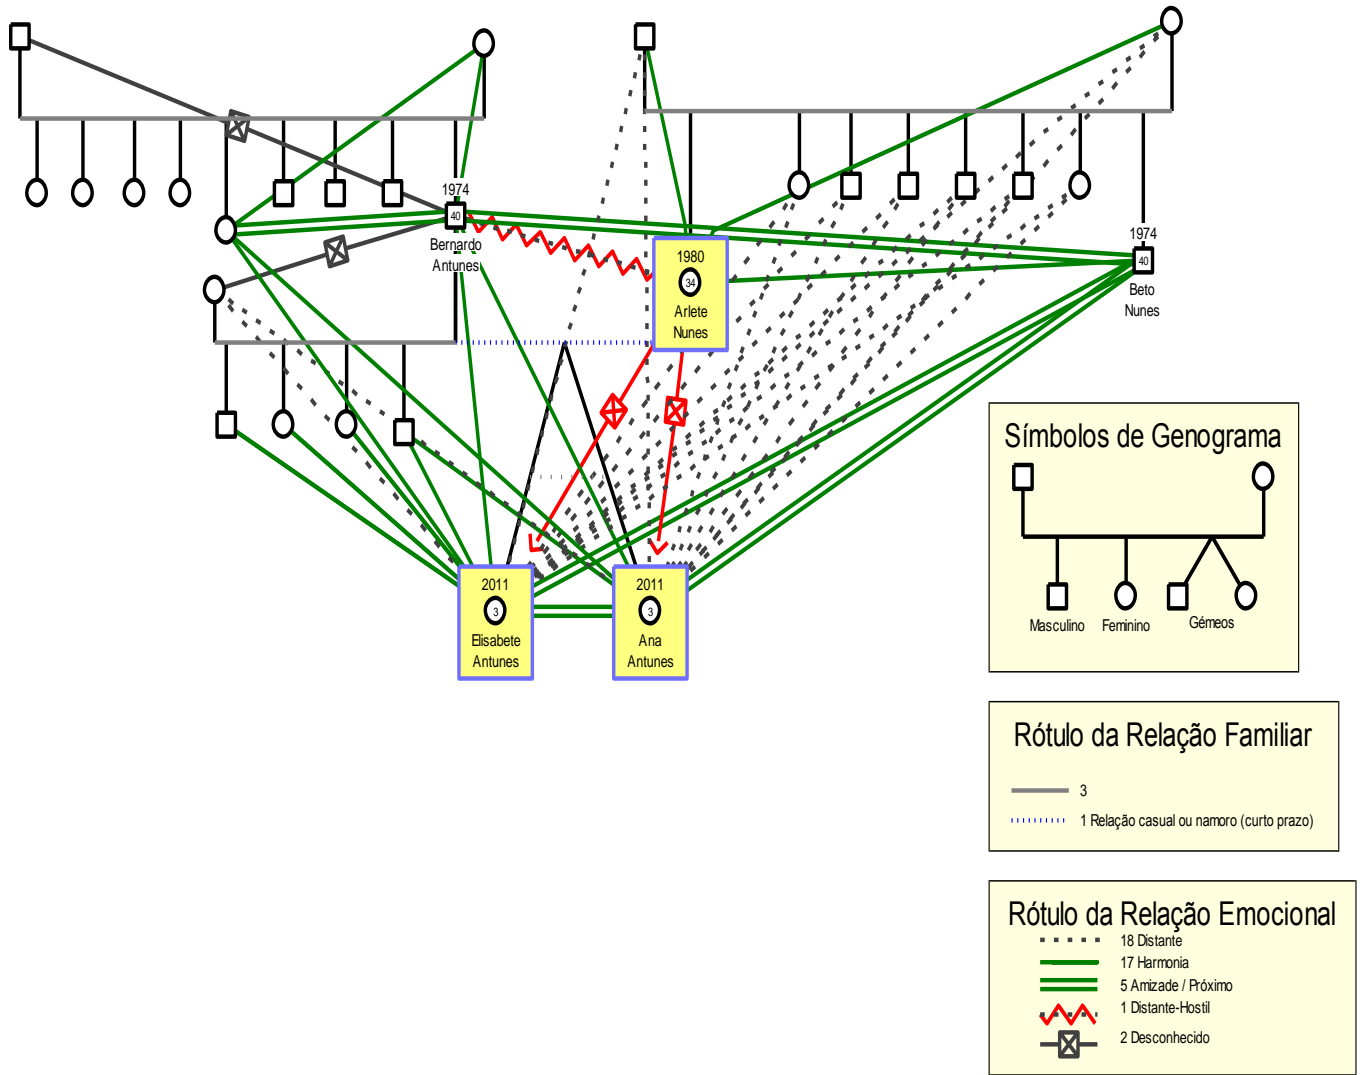 1974
40
Bernardo
Antunes
1980
34
Arlete
Nunes
1974
40
Beto
Nunes
2011
3
Elisabete
Antunes
2011
3
Ana
Antunes
Símbolos de Genograma
Masculino
Feminino
Gémeos
Rótulo da Relação Familiar
3
1 Relação casual ou namoro (curto prazo)
Rótulo da Relação Emocional
18 Distante
17 Harmonia
5 Amizade / Próximo
1 Distante-Hostil
2 Desconhecido